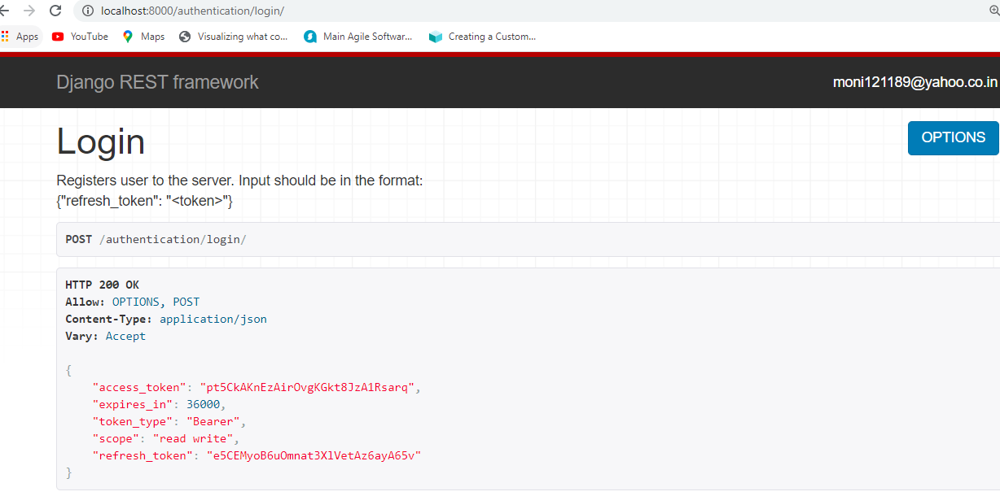 localhost:8000/authentication/login/
Apps YouTube Maps Visualizing what co... Main Agile Softwar... Creating a Custom...
Django REST framework moni121189@yahoo.co.in
Login OPTIONS
Registers user to the server. Input should be in the format:
{"refresh_token": "<token>"}
POST /authentication/login/
HTTP 200 OK
Allow: OPTIONS, POST
Content-Type: application/json
Vary: Accept
{
    "access_token": "pt5CkAKnEzAirOvgKGkt8JzA1Rsarq",
    "expires_in": 36000,
    "token_type": "Bearer",
    "scope": "read write",
    "refresh_token": "e5CEMyoB6uOmnat3XlVetAz6ayA65v"
}